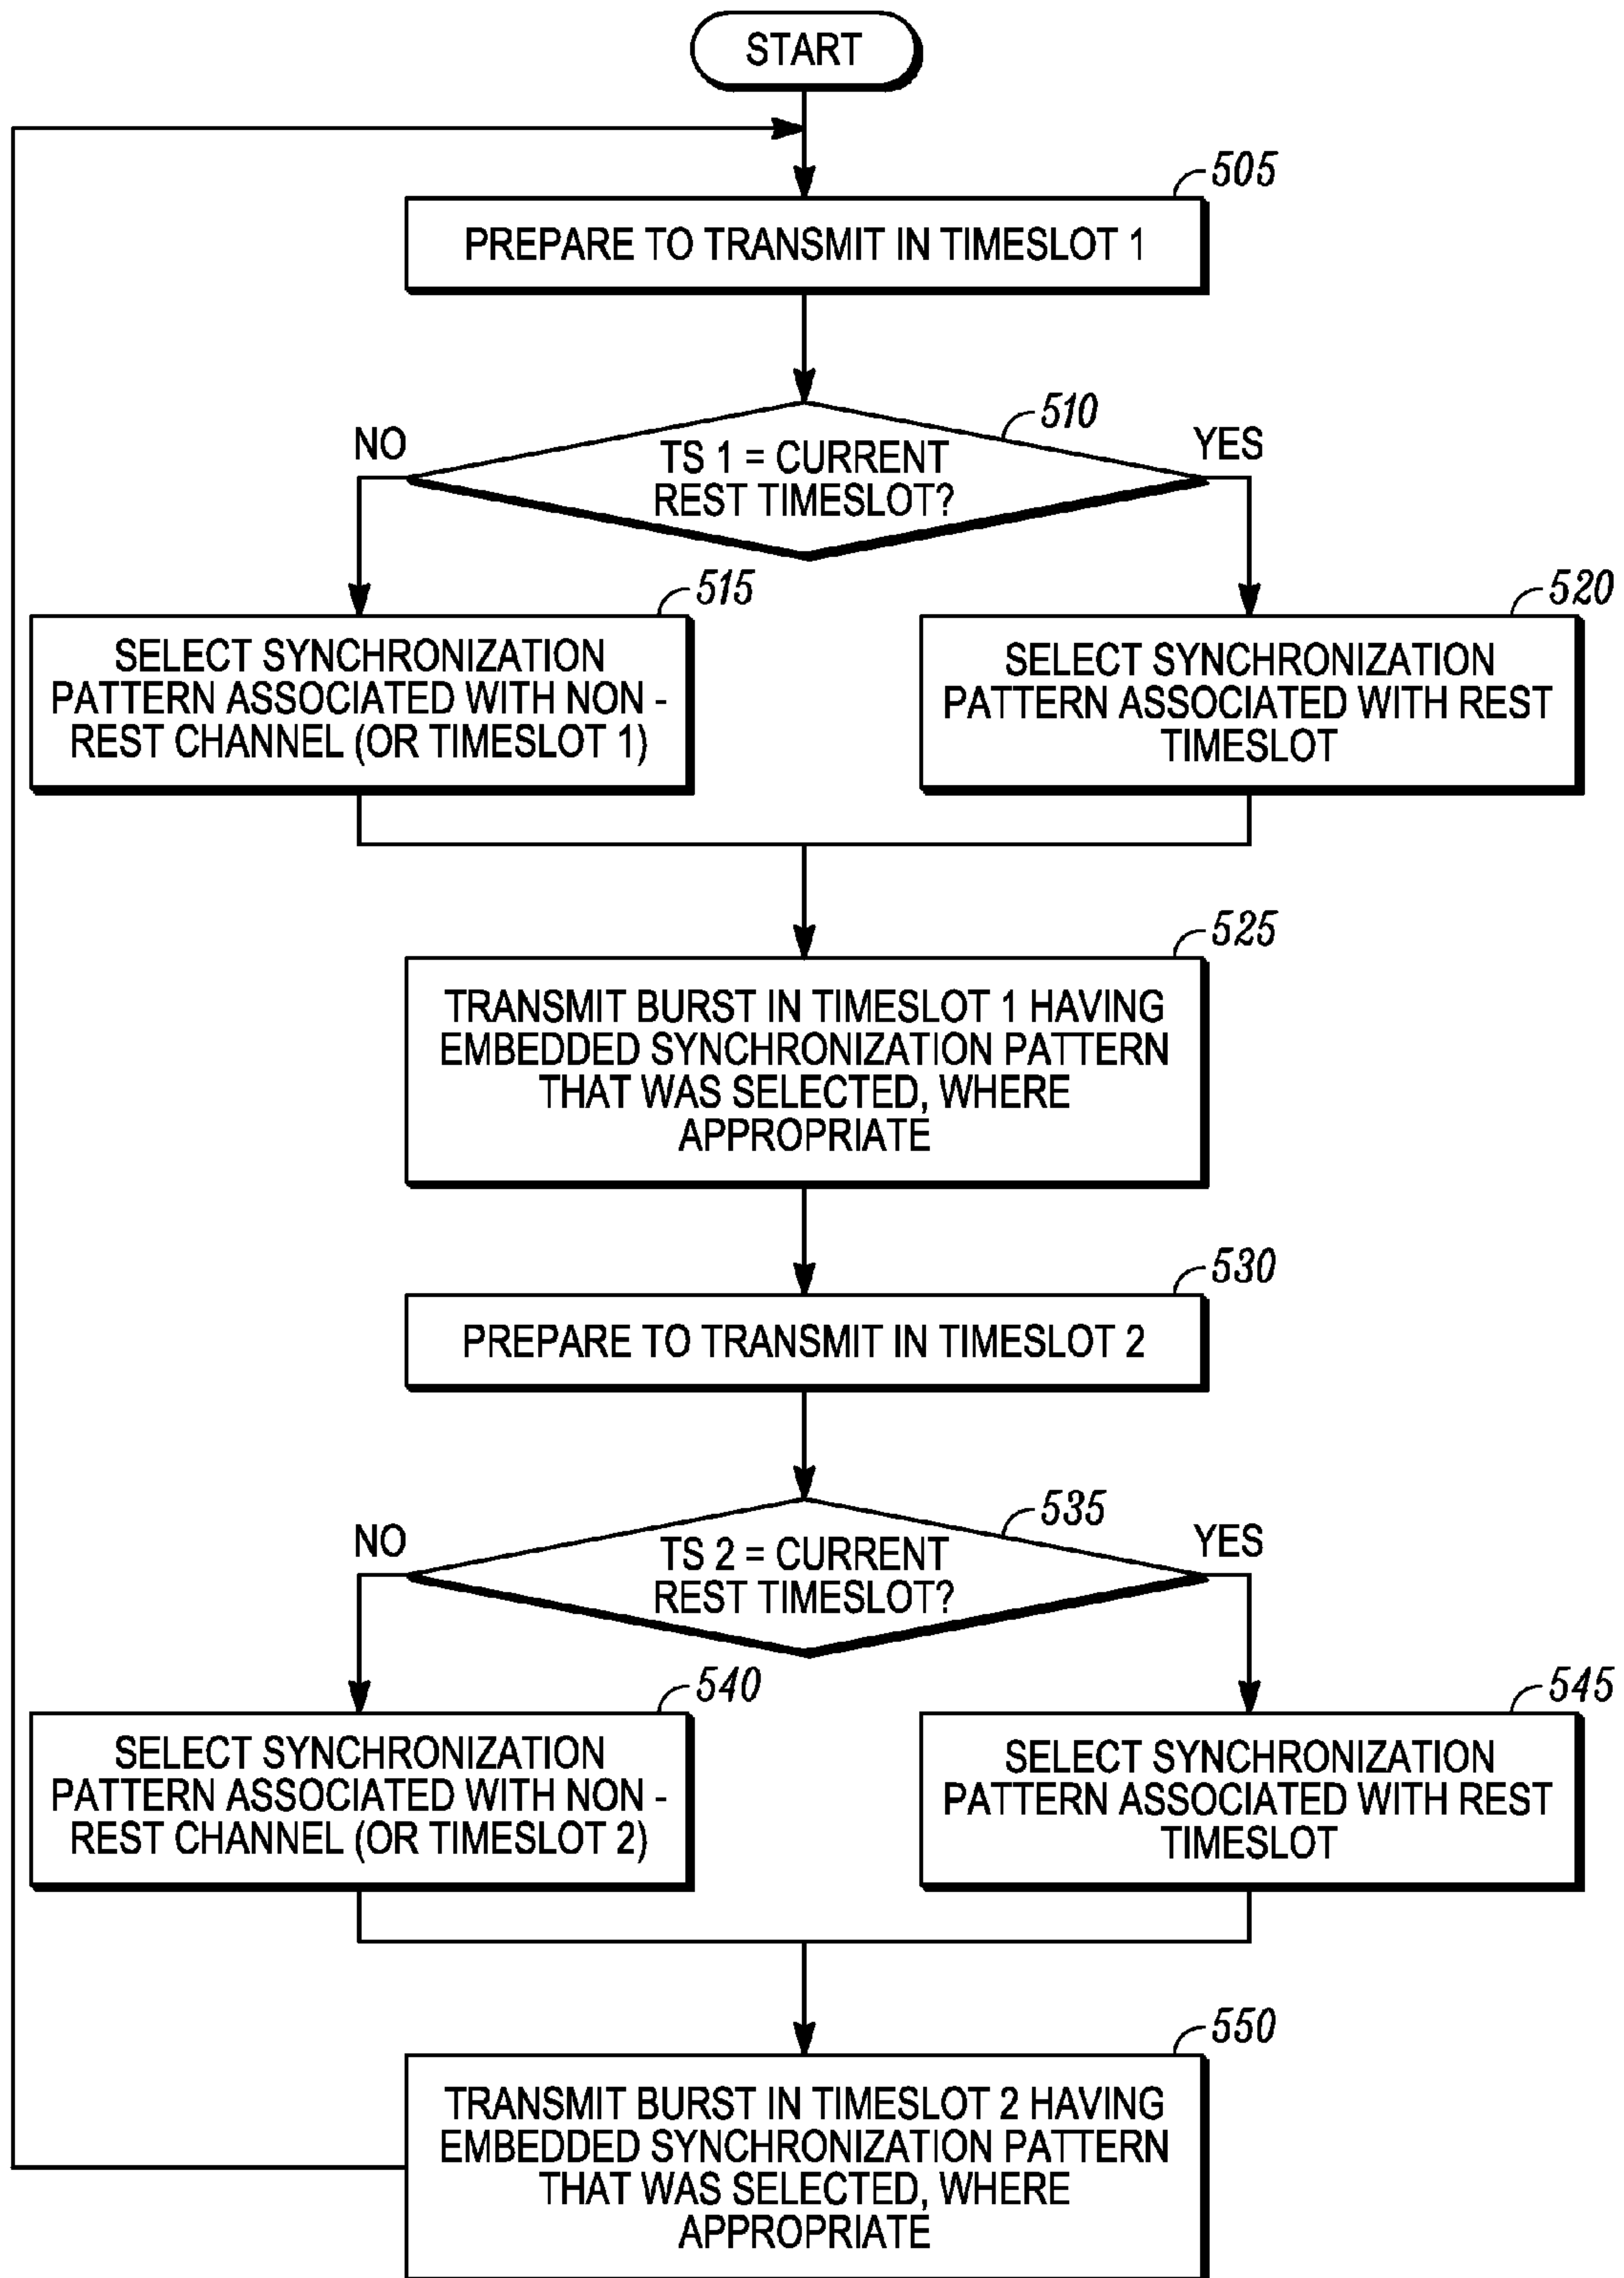 START
505
PREPARE TO TRANSMIT IN TIMESLOT 1
510
NO
TS 1 = CURRENT
REST TIMESLOT?
YES
515
SELECT SYNCHRONIZATION
PATTERN ASSOCIATED WITH NON -
REST CHANNEL (OR TIMESLOT 1)
520
SELECT SYNCHRONIZATION
PATTERN ASSOCIATED WITH REST
TIMESLOT
525
TRANSMIT BURST IN TIMESLOT 1 HAVING
EMBEDDED SYNCHRONIZATION PATTERN
THAT WAS SELECTED, WHERE
APPROPRIATE
530
PREPARE TO TRANSMIT IN TIMESLOT 2
535
NO
TS 2 = CURRENT
REST TIMESLOT?
YES
540
SELECT SYNCHRONIZATION
PATTERN ASSOCIATED WITH NON -
REST CHANNEL (OR TIMESLOT 2)
545
SELECT SYNCHRONIZATION
PATTERN ASSOCIATED WITH REST
TIMESLOT
550
TRANSMIT BURST IN TIMESLOT 2 HAVING
EMBEDDED SYNCHRONIZATION PATTERN
THAT WAS SELECTED, WHERE
APPROPRIATE